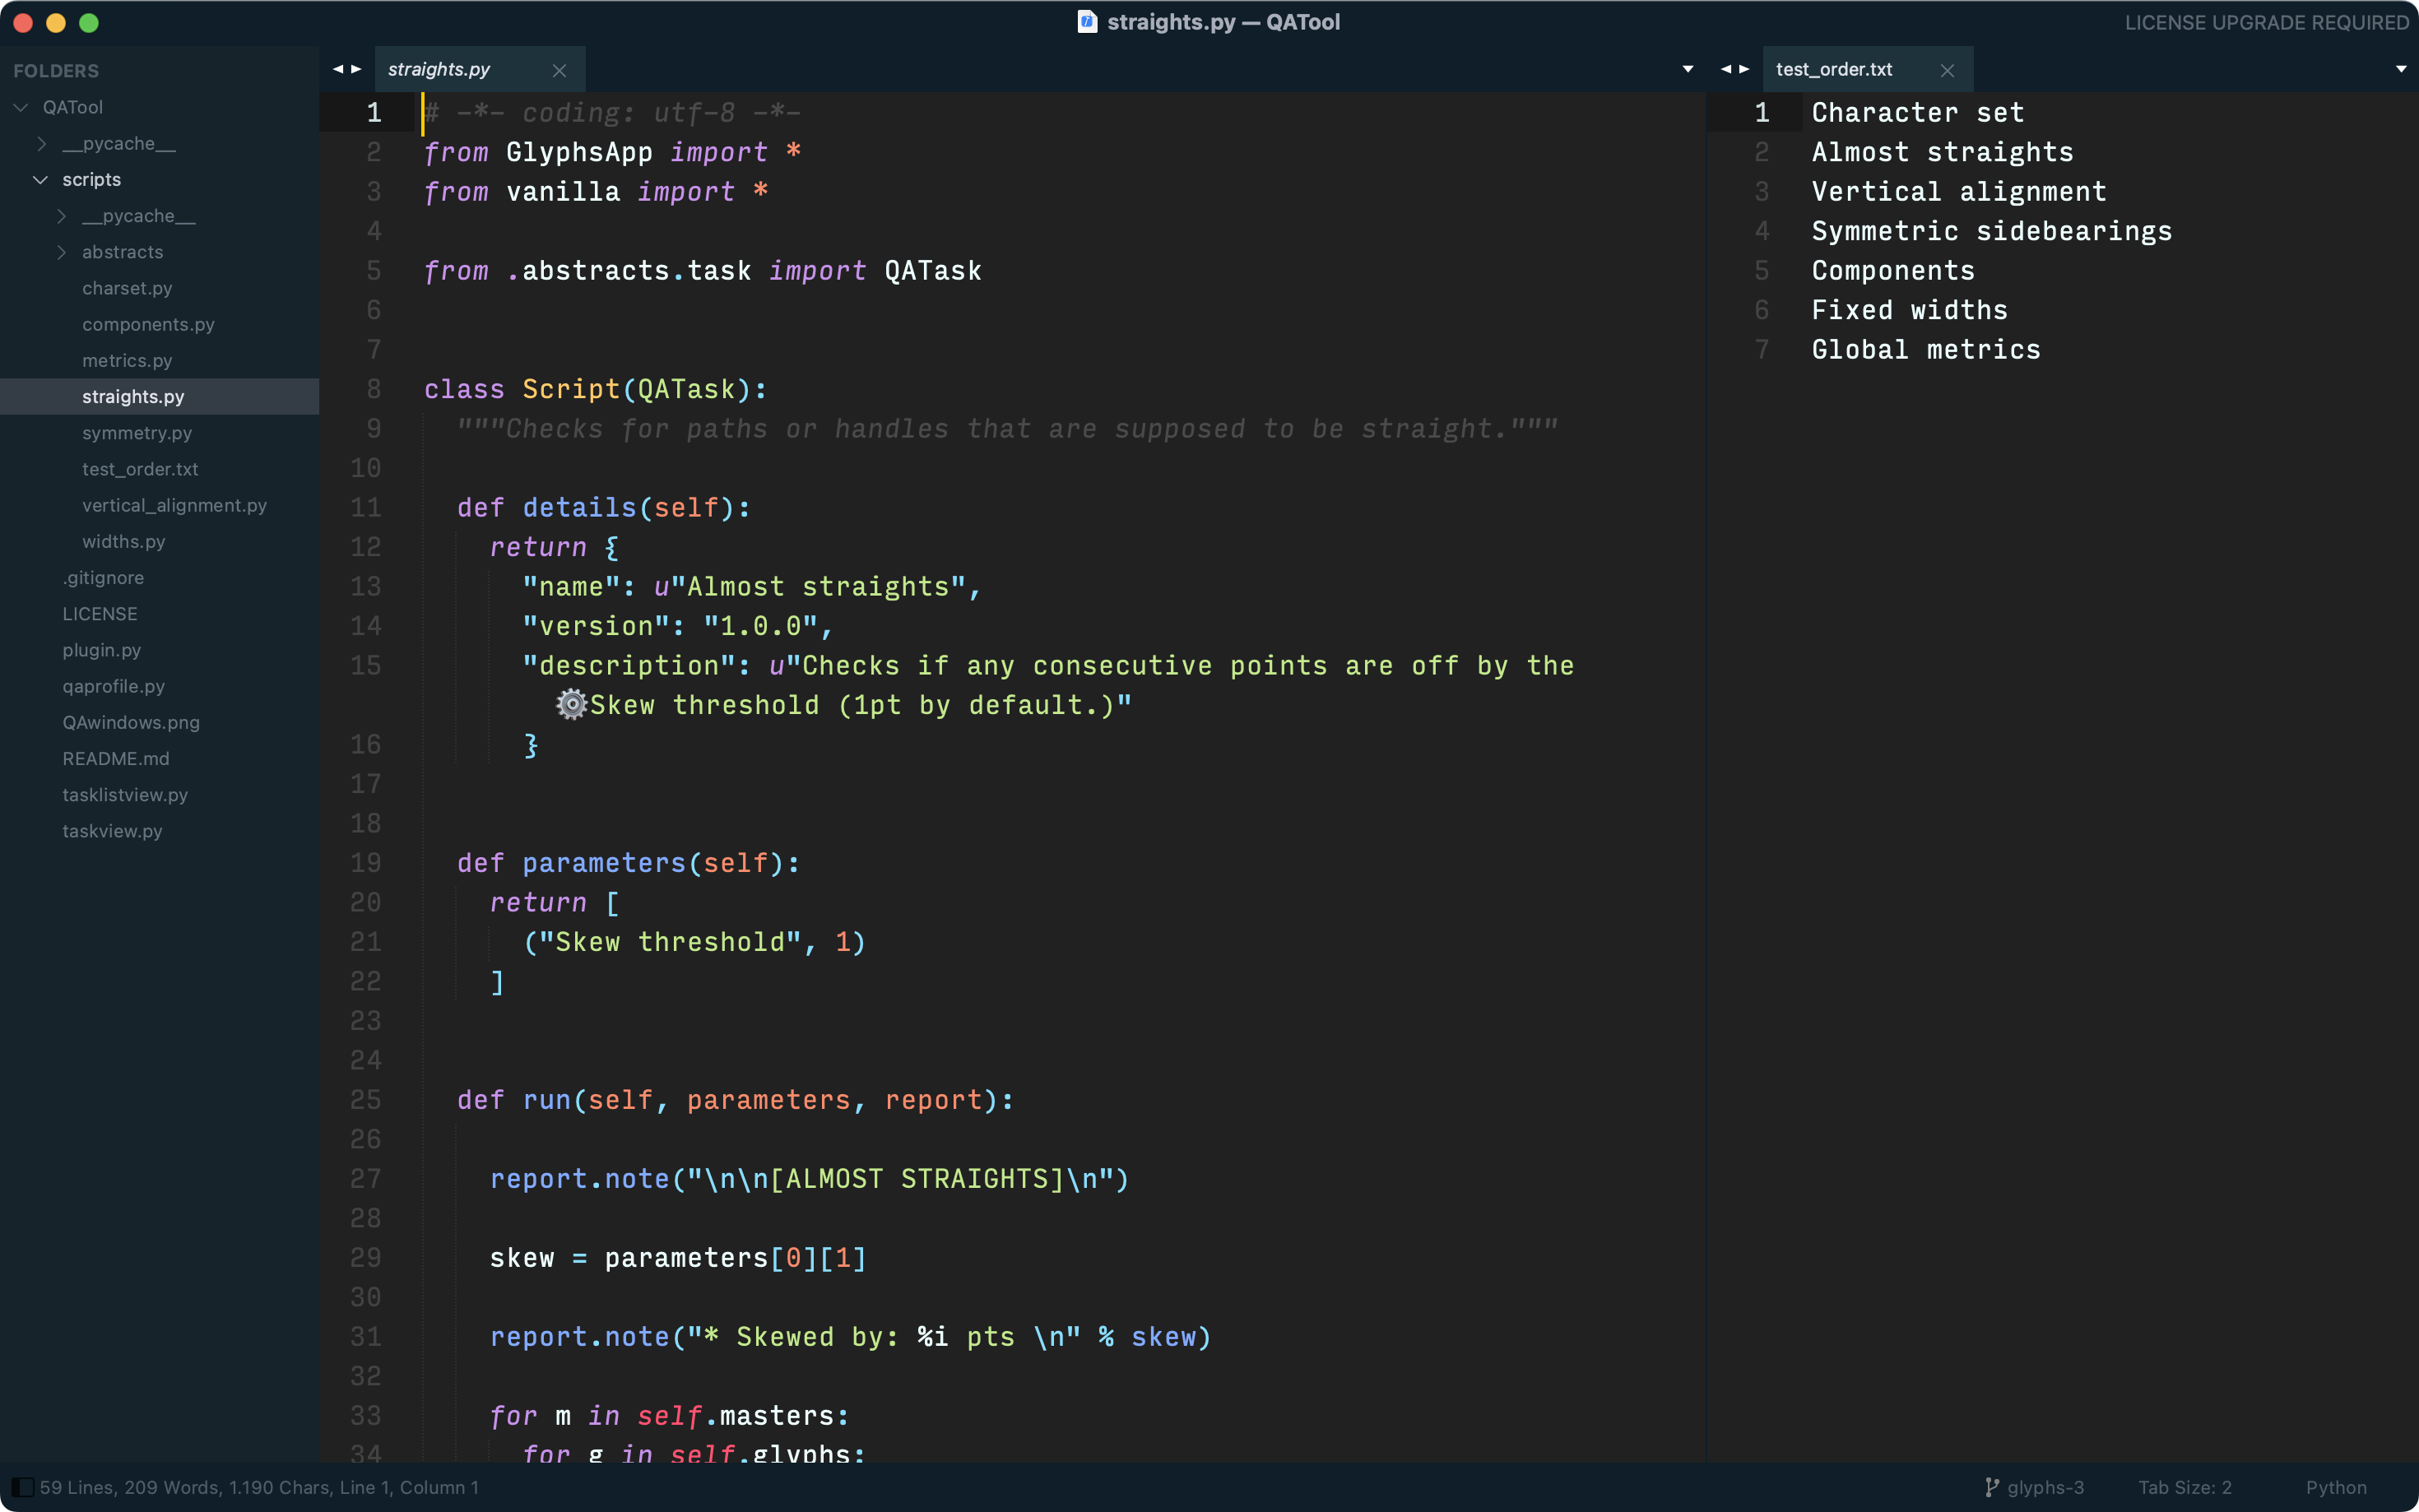 straights.py — QATool
LICENSE UPGRADE REQUIRED
FOLDERS
QATool
__pycache__
scripts
__pycache__
abstracts
charset.py
components.py
metrics.py
straights.py
symmetry.py
test_order.txt
vertical_alignment.py
widths.py
.gitignore
LICENSE
plugin.py
qaprofile.py
QAwindows.png
README.md
tasklistview.py
taskview.py
straights.py
1 # -*- coding: utf-8 -*-
2 from GlyphsApp import *
3 from vanilla import *
4
5 from .abstracts.task import QATask
6
7
8 class Script(QATask):
9 """Checks for paths or handles that are supposed to be straight."""
10
11 def details(self):
12 return {
13 "name": u"Almost straights",
14 "version": "1.0.0",
15 "description": u"Checks if any consecutive points are off by the
⚙️Skew threshold (1pt by default.)"
16 }
17
18
19 def parameters(self):
20 return [
21 ("Skew threshold", 1)
22 ]
23
24
25 def run(self, parameters, report):
26
27 report.note("\n\n[ALMOST STRAIGHTS]\n")
28
29 skew = parameters[0][1]
30
31 report.note("* Skewed by: %i pts \n" % skew)
32
33 for m in self.masters:
34 for g in self.glyphs:
test_order.txt
1 Character set
2 Almost straights
3 Vertical alignment
4 Symmetric sidebearings
5 Components
6 Fixed widths
7 Global metrics
59 Lines, 209 Words, 1.190 Chars, Line 1, Column 1
glyphs-3
Tab Size: 2
Python